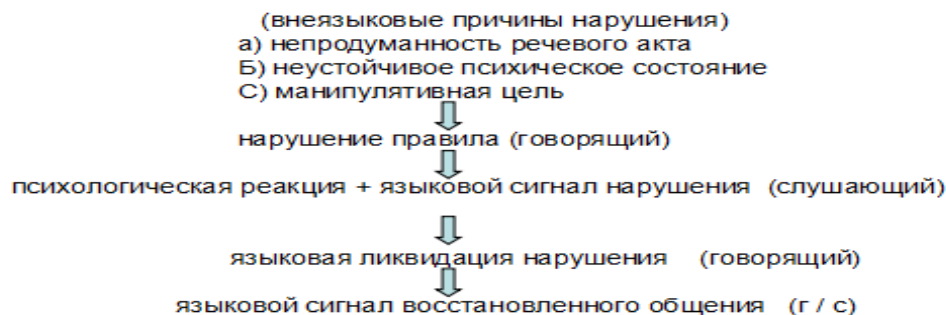 (внеязыковые причины нарушения)
а) непродуманность речевого акта
Б) неустойчивое психическое состояние
С) манипулятивная цель
нарушение правила (говорящий)
психологическая реакция + языковой сигнал нарушения (слушающий)
языковая ликвидация нарушения (говорящий)
языковой сигнал восстановленного общения (г / с)